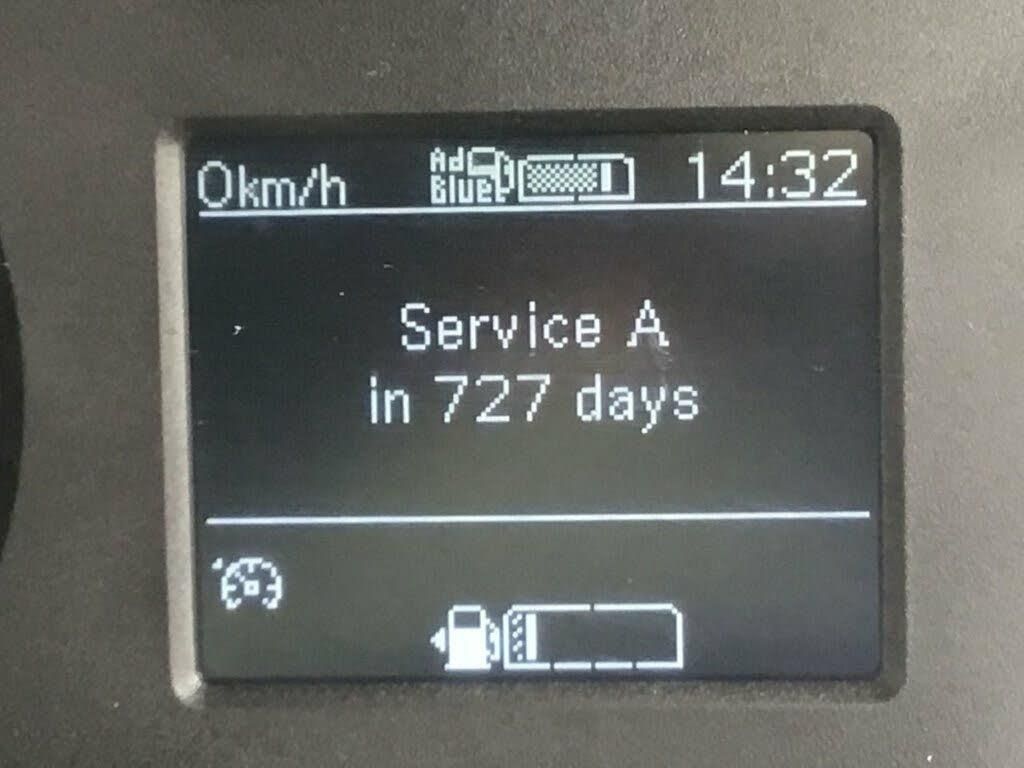 0km/h AdBlue 14:32
Service A
in 727 days